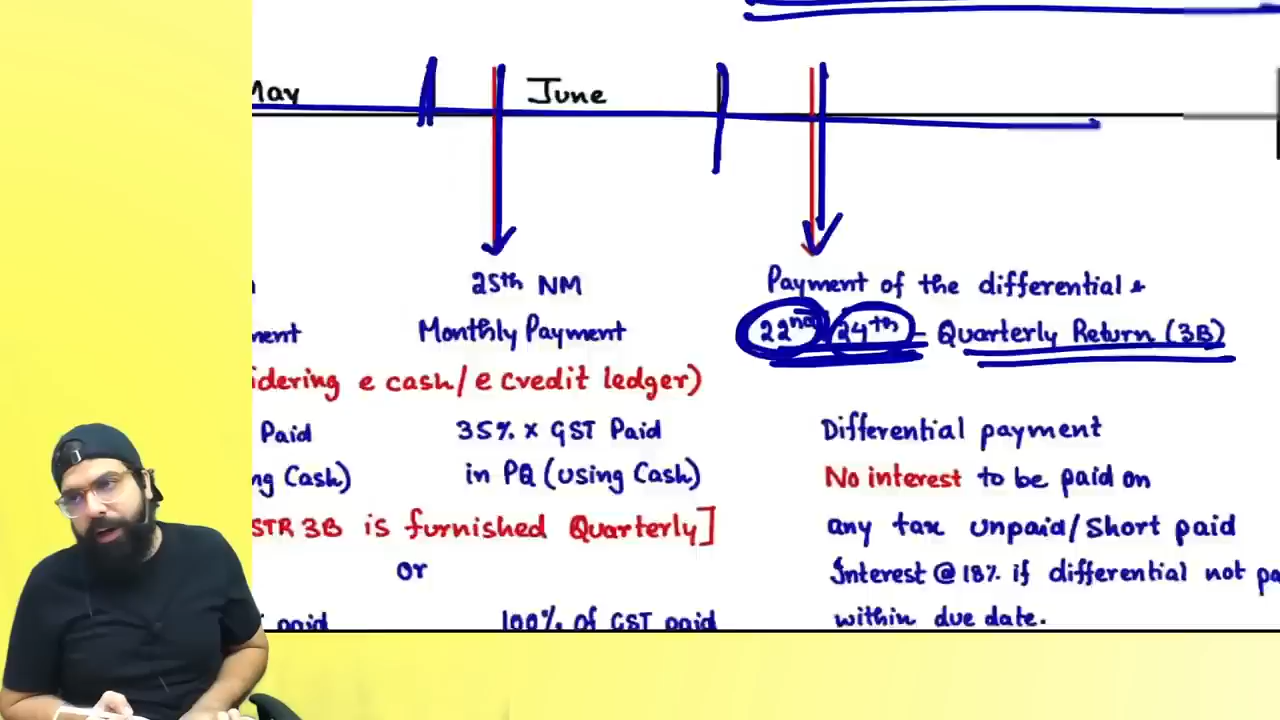 May
June
25th NM
Payment of the differential &
ment
Monthly Payment
22nd 24th - Quarterly Return (3B)
idering e cash/e credit ledger)
Paid
35% x GST Paid
Differential payment
ng Cash)
in PQ (using Cash)
No interest to be paid on
STR 3B is furnished Quarterly]
any tax unpaid/Short paid
or
Interest @ 18% if differential not pa
paid
100% of GST paid
within due date.